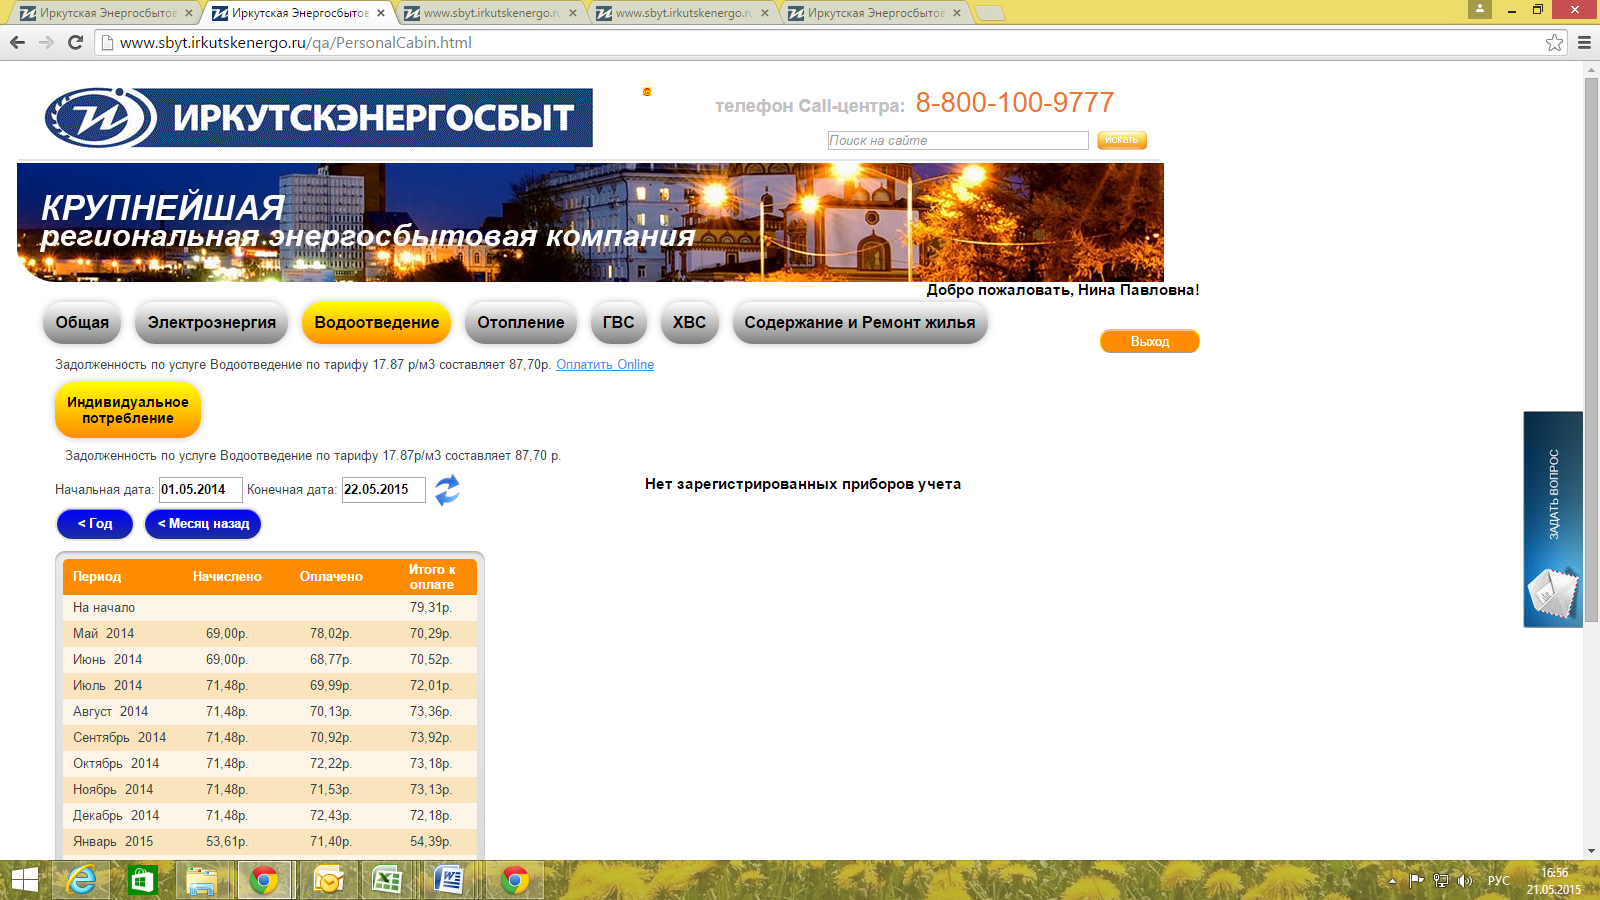 Иркутская Энергосбытов
Иркутская Энергосбытов
www.sbyt.irkutskenergo.ru
www.sbyt.irkutskenergo.ru
Иркутская Энергосбытов
www.sbyt.irkutskenergo.ru/qa/PersonalCabin.html
ИРКУТСКЭНЕРГОСБЫТ
телефон Call-центра: 8-800-100-9777
Поиск на сайте
Искать
КРУПНЕЙШАЯ
региональная энергосбытовая компания
Добро пожаловать, Нина Павловна!
Общая Электроэнергия Водоотведение Отопление ГВС ХВС Содержание и Ремонт жилья
Выход
Задолженность по услуге Водоотведение по тарифу 17.87 р/м3 составляет 87,70р. Оплатить Online
Индивидуальное
потребление
Задолженность по услуге Водоотведение по тарифу 17.87р/м3 составляет 87,70 р.
Начальная дата: 01.05.2014 Конечная дата: 22.05.2015
Нет зарегистрированных приборов учета
< Год < Месяц назад
ЗАДАТЬ ВОПРОС
Период Начислено Оплачено Итого к оплате
На начало 79,31р.
Май 2014 69,00р. 78,02р. 70,29р.
Июнь 2014 69,00р. 68,77р. 70,52р.
Июль 2014 71,48р. 69,99р. 72,01р.
Август 2014 71,48р. 70,13р. 73,36р.
Сентябрь 2014 71,48р. 70,92р. 73,92р.
Октябрь 2014 71,48р. 72,22р. 73,18р.
Ноябрь 2014 71,48р. 71,53р. 73,13р.
Декабрь 2014 71,48р. 72,43р. 72,18р.
Январь 2015 53,61р. 71,40р. 54,39р.
РУС
16:56
21.05.2015